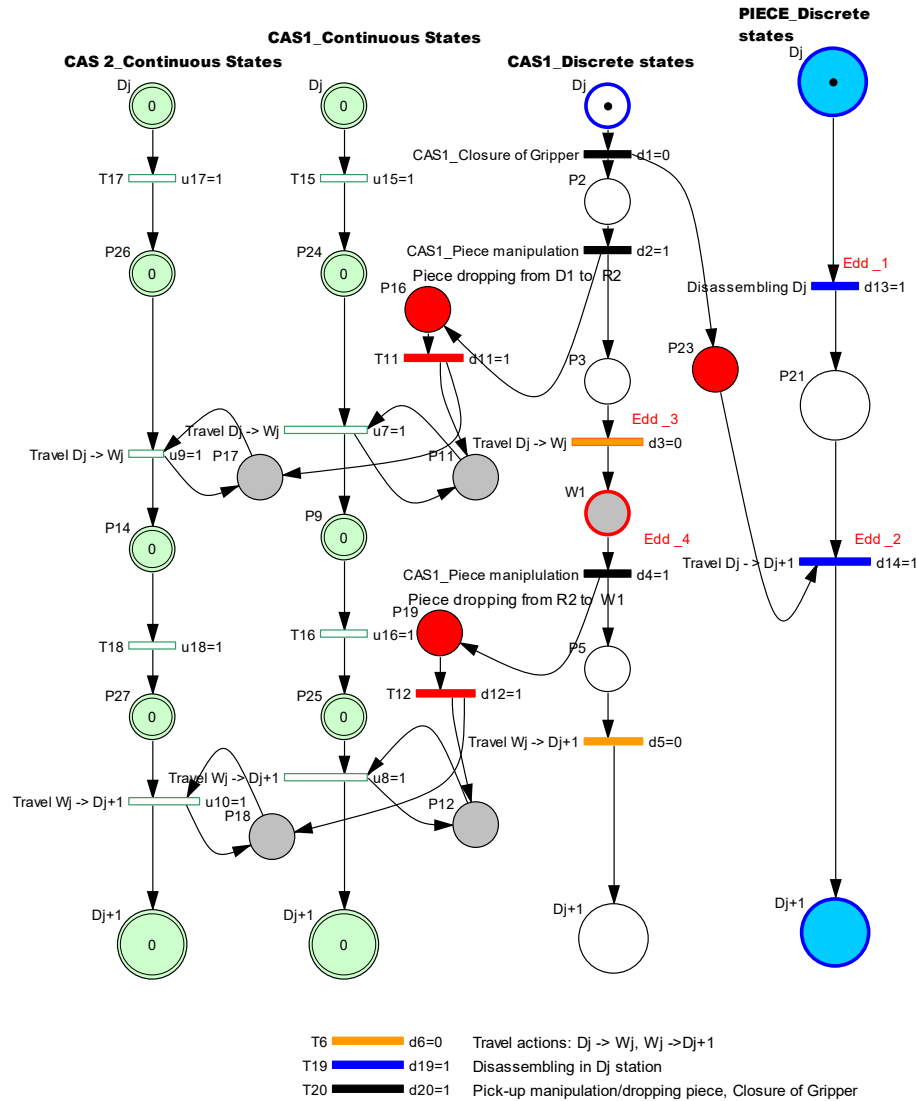 PIECE_Discrete
states
CAS1_Continuous States
CAS 2_Continuous States
CAS1_Discrete states
Dj
Dj
Dj
Dj
0
0
CAS1_Closure of Gripper
d1=0
T17
u17=1
T15
u15=1
P2
P26
P24
CAS1_Piece manipulation
d2=1
Edd _1
0
0
Piece dropping from D1 to R2
Disassembling Dj
d13=1
P16
P23
T11
d11=1
P3
P21
Edd _3
Travel Dj -> Wj
u7=1
Travel Dj -> Wj
d3=0
Travel Dj -> Wj
u9=1
P17
P11
W1
P14
P9
Edd _4
Edd _2
0
0
Travel Dj -> Dj+1
d14=1
CAS1_Piece maniplulation
d4=1
Piece dropping from R2 to W1
P19
T18
u18=1
T16
u16=1
P5
P27
P25
T12
d12=1
0
0
Travel Wj -> Dj+1
d5=0
Travel Wj -> Dj+1
u8=1
Travel Wj -> Dj+1
u10=1
P18
P12
Dj+1
Dj+1
Dj+1
Dj+1
0
0
T6
d6=0
Travel actions: Dj -> Wj, Wj ->Dj+1
T19
d19=1
Disassembling in Dj station
T20
d20=1
Pick-up manipulation/dropping piece, Closure of Gripper